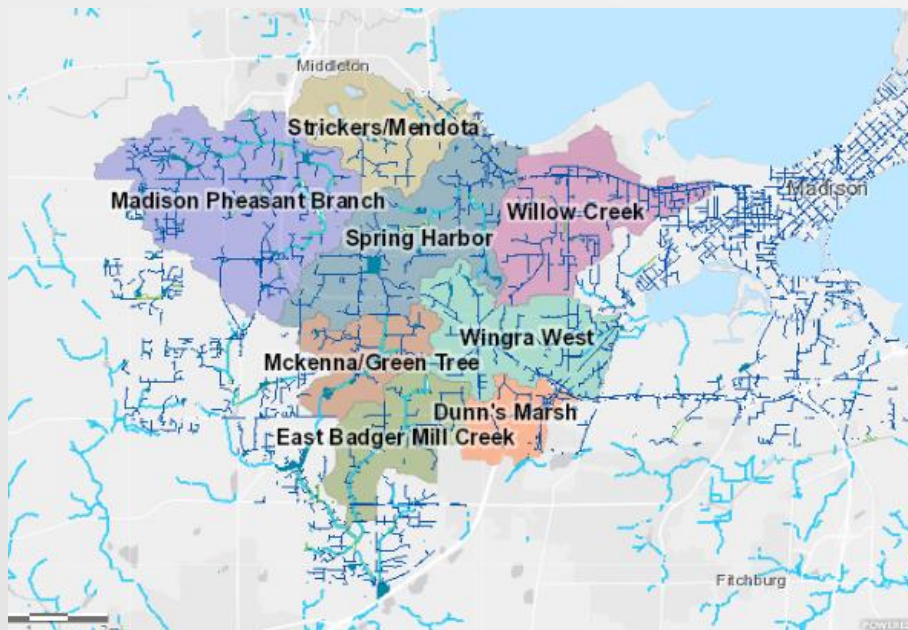 Middleton
Strickers/Mendota
Madison
Madison Pheasant Branch
Willow Creek
Spring Harbor
Wingra West
Mckenna/Green Tree
Dunn's Marsh
East Badger Mill Creek
Fitchburg